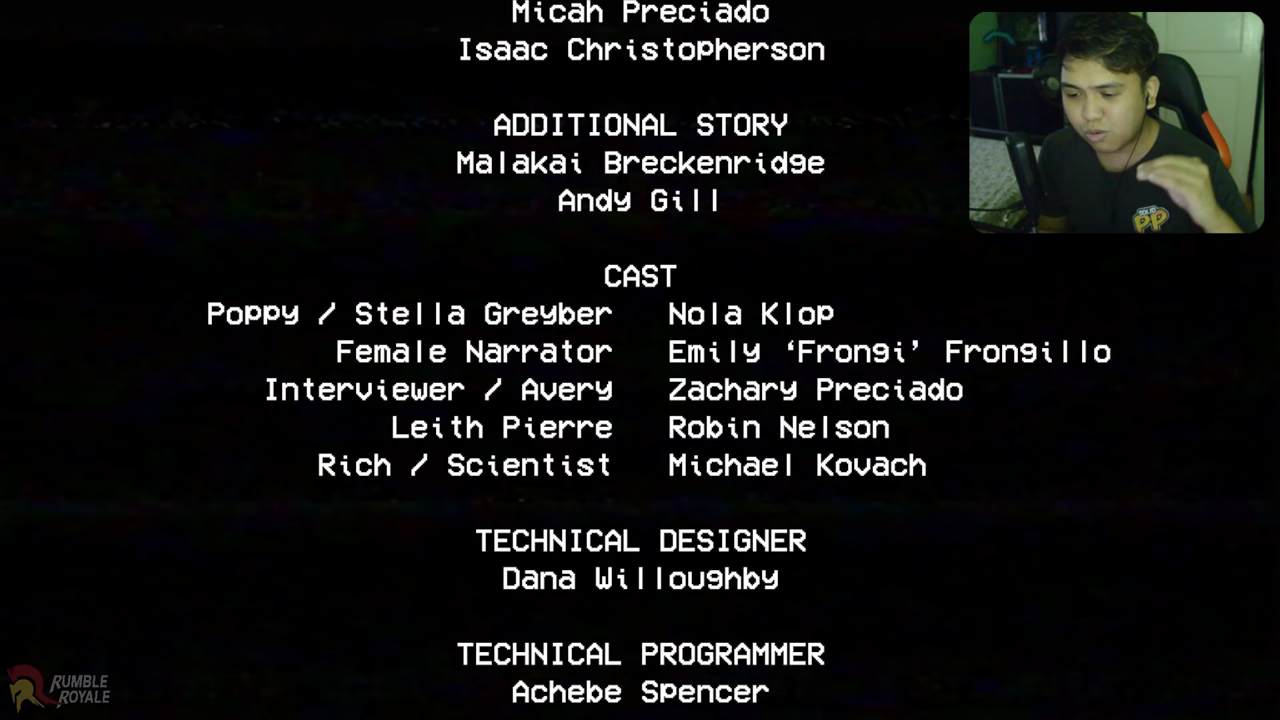 Micah Preciado
Isaac Christopherson
ADDITIONAL STORY
Malakai Breckenridge
Andy Gill
CAST
Poppy / Stella Greyber Nola Klop
Female Narrator Emily ‘Frongi’ Frongillo
Interviewer / Avery Zachary Preciado
Leith Pierre Robin Nelson
Rich / Scientist Michael Kovach
TECHNICAL DESIGNER
Dana Willoughby
TECHNICAL PROGRAMMER
Achebe Spencer
SOLID
PP
RUMBLE
ROYALE